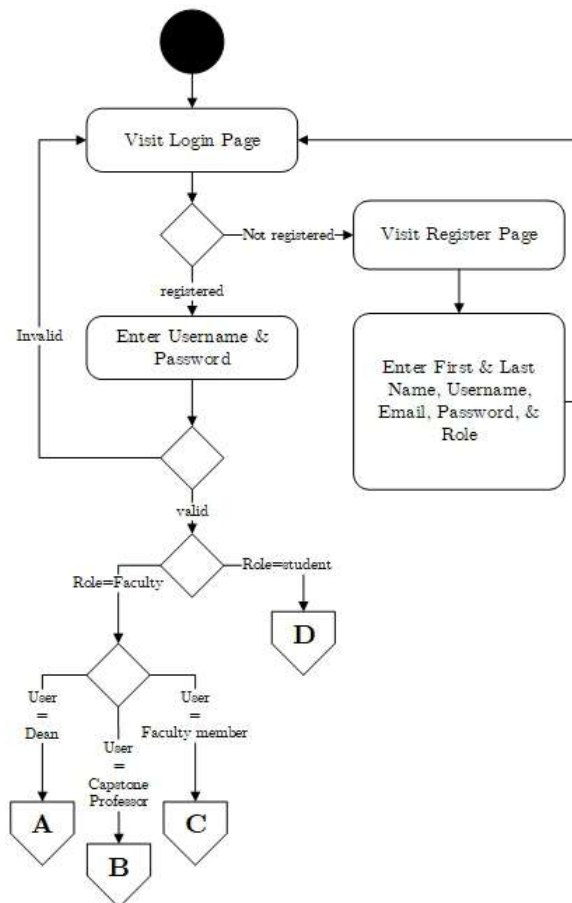 Visit Login Page
Not registered
Visit Register Page
registered
Invalid
Enter Username &
Password
Enter First & Last
Name, Username,
Email, Password, &
Role
valid
Role=Faculty
Role=student
D
User
=
Dean
User
=
Capstone
Professor
User
=
Faculty member
A
B
C